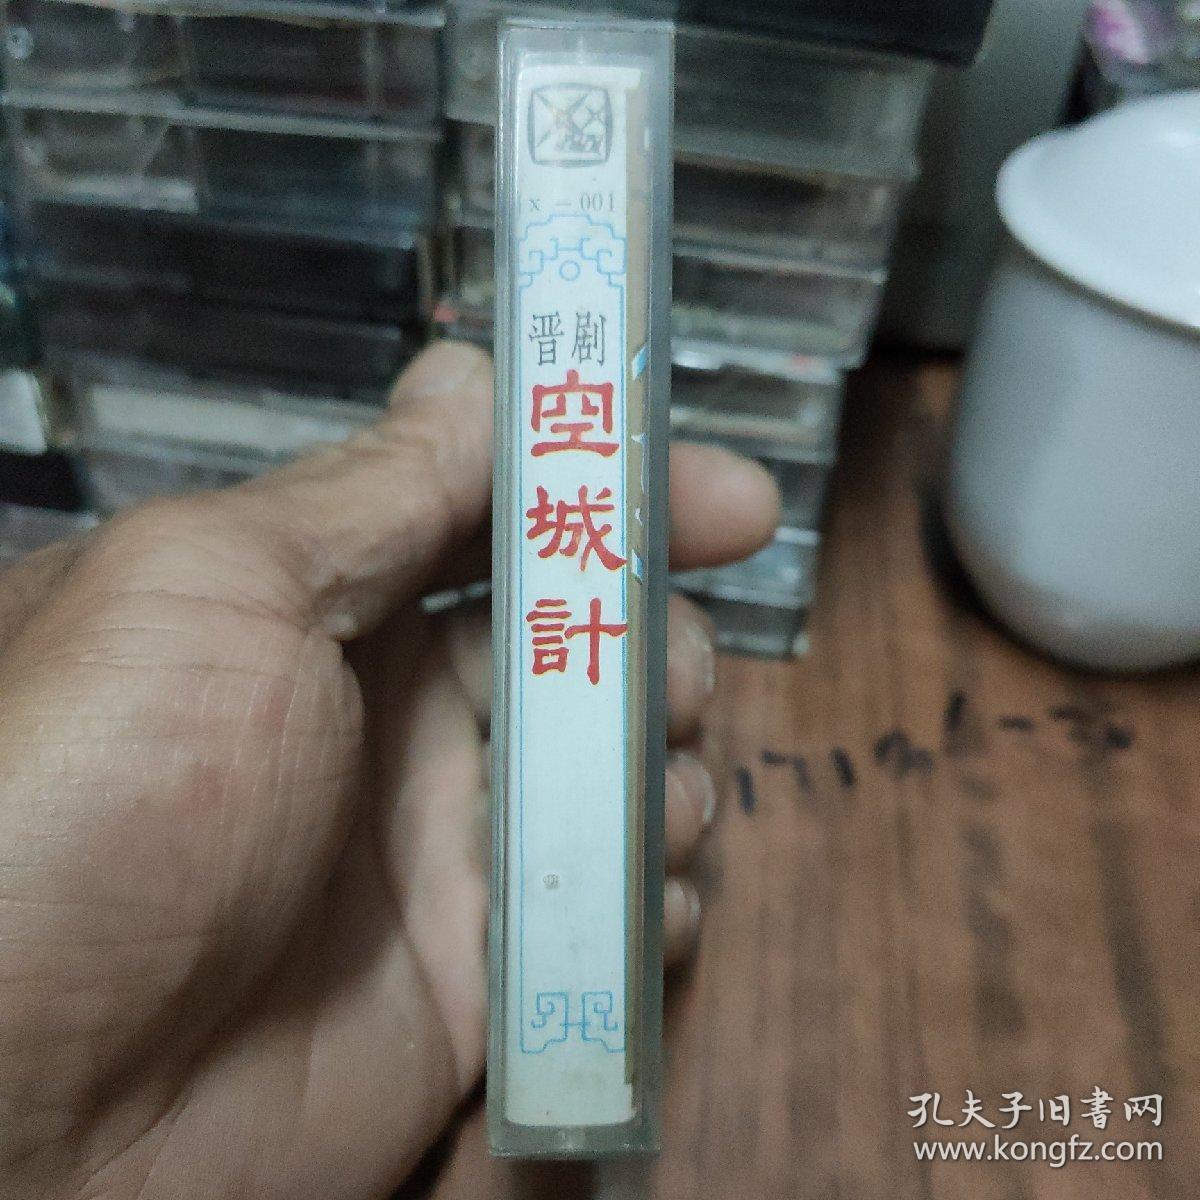 x-001
晋剧
空城計
孔夫子旧書网
www.kongfz.com